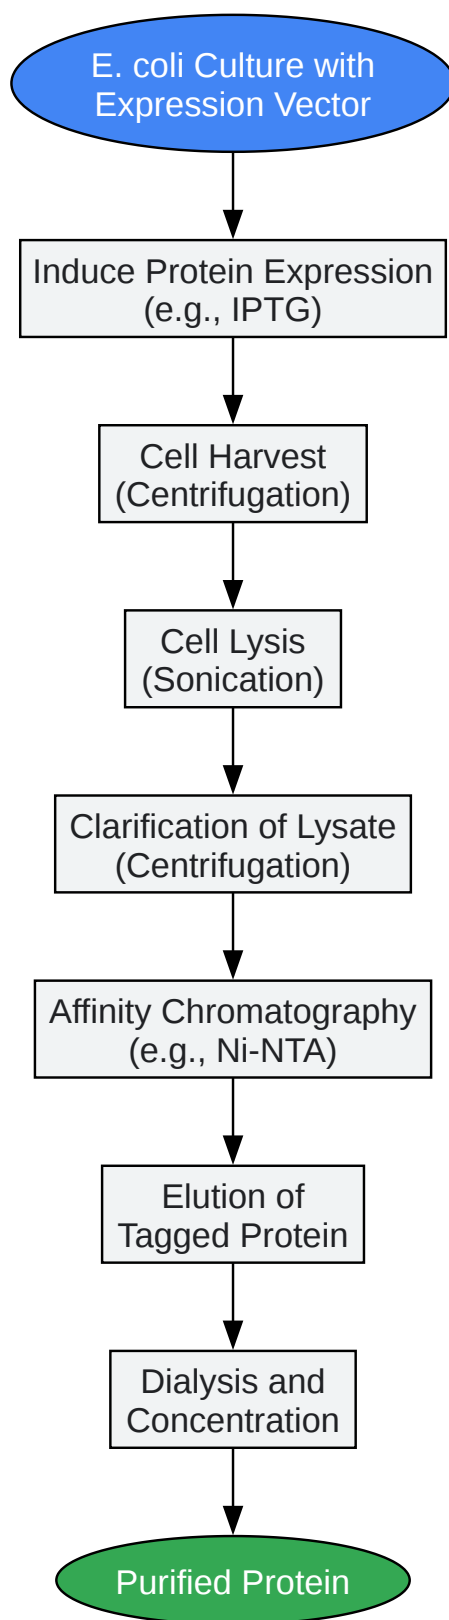 E. coli Culture with
Expression Vector
Induce Protein Expression
(e.g., IPTG)
Cell Harvest
(Centrifugation)
Cell Lysis
(Sonication)
Clarification of Lysate
(Centrifugation)
Affinity Chromatography
(e.g., Ni-NTA)
Elution of
Tagged Protein
Dialysis and
Concentration
Purified Protein